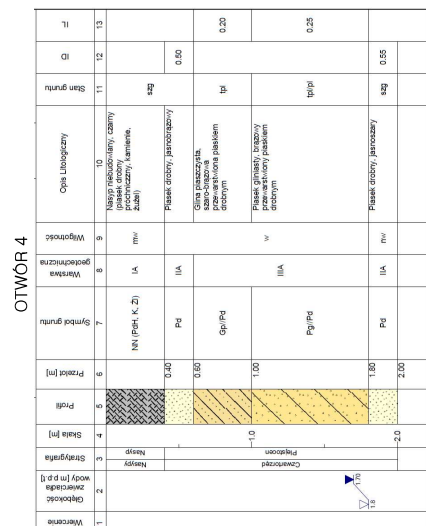 OTWÓR 4
Wiercenie
Głębokość
zwierciadła
wody [m p.p.t]
Stratygrafia
Skala [m]
Profil
Przelot [m]
Symbol gruntu
Warstwa
geotechniczna
Wilgotność
Opis Litologiczny
Stan gruntu
ID
IL
1
2
3
4
5
6
7
8
9
10
11
12
13
Nasypy
Nasyp
NN (PdH, K, Żl)
IA
mw
Nasyp niebudowlany, czarny
(piasek drobny
próchniczny, kamienie,
żużel)
szg
0.40
Czwartorzęd
Plejstocen
Pd
IIA
w
Piasek drobny, jasnobrązowy
0.50
0.60
Gp//Pd
IIIA
Glina piaszczysta,
szaro-brązowa
przewarstwiona piaskiem
drobnym
tpl
0.20
1.0
1.00
Pg//Pd
Piasek gliniasty, brązowy
przewarstwiony piaskiem
drobnym
tpl/pl
0.25
1.70
1.8
1.80
Pd
IIA
nw
Piasek drobny, jasnoszary
szg
0.55
2.0
2.00